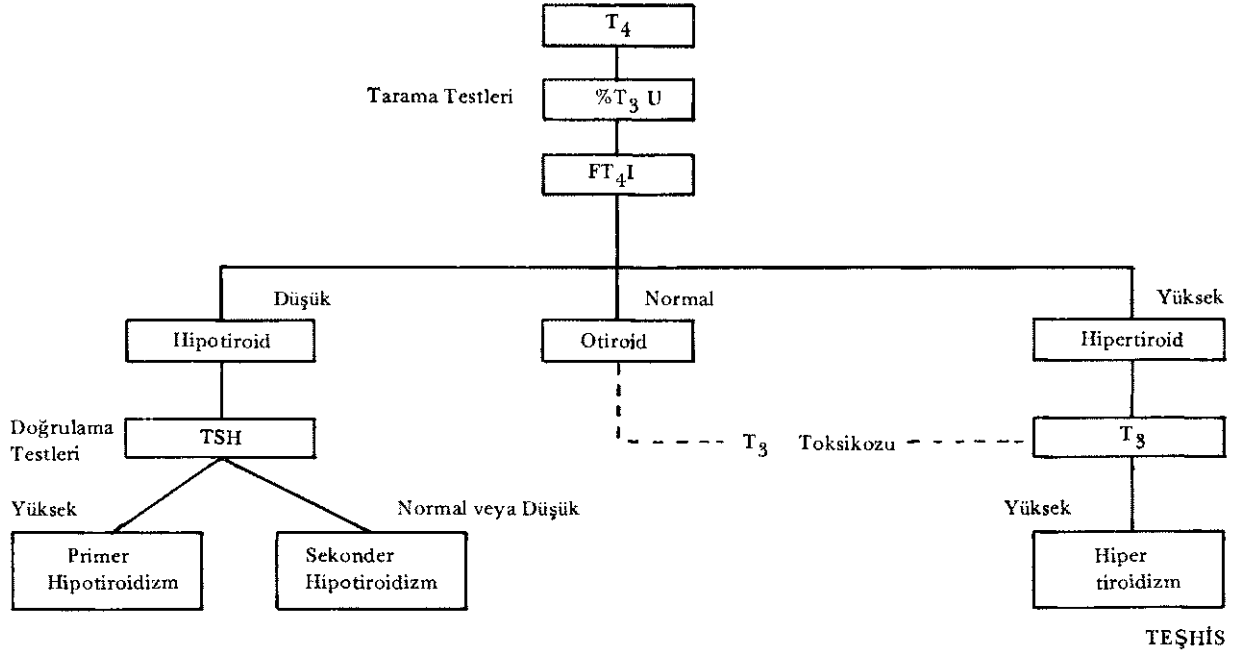 T4
Tarama Testleri
%T3 U
FT4I
Düşük
Normal
Yüksek
Hipotiroid
Otiroid
Hipertiroid
Doğrulama
Testleri
TSH
T3 Toksikozu
T3
Yüksek
Normal veya Düşük
Yüksek
Primer
Hipotiroidizm
Sekonder
Hipotiroidizm
Hiper
tiroidizm
TEŞHİS